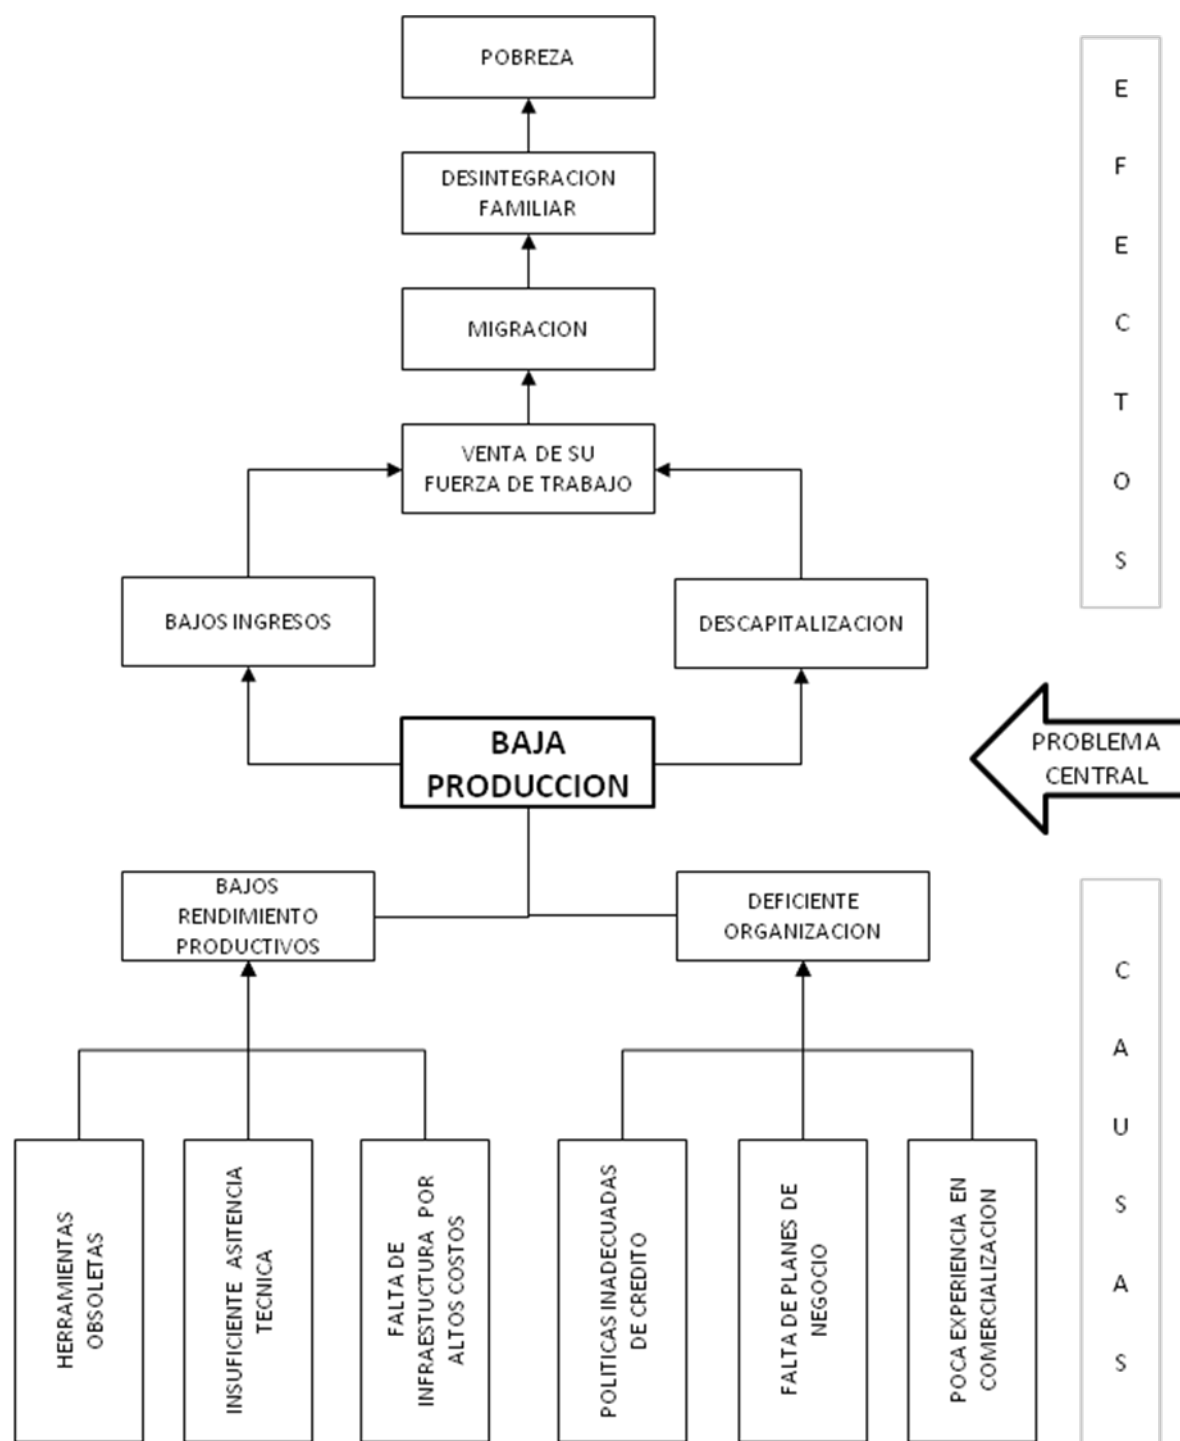 POBREZA
DESINTEGRACION
FAMILIAR
MIGRACION
VENTA DE SU
FUERZA DE TRABAJO
BAJOS INGRESOS
DESCAPITALIZACION
EFECTOS
BAJA
PRODUCCION
PROBLEMA
CENTRAL
BAJOS
RENDIMIENTO
PRODUCTIVOS
DEFICIENTE
ORGANIZACION
HERRAMIENTAS
OBSOLETAS
INSUFICIENTE ASITENCIA
TECNICA
FALTA DE
INFRAESTUCTURA POR
ALTOS COSTOS
POLITICAS INADECUADAS
DE CREDITO
FALTA DE PLANES DE
NEGOCIO
POCA EXPERIENCIA EN
COMERCIALIZACION
CAUSAS